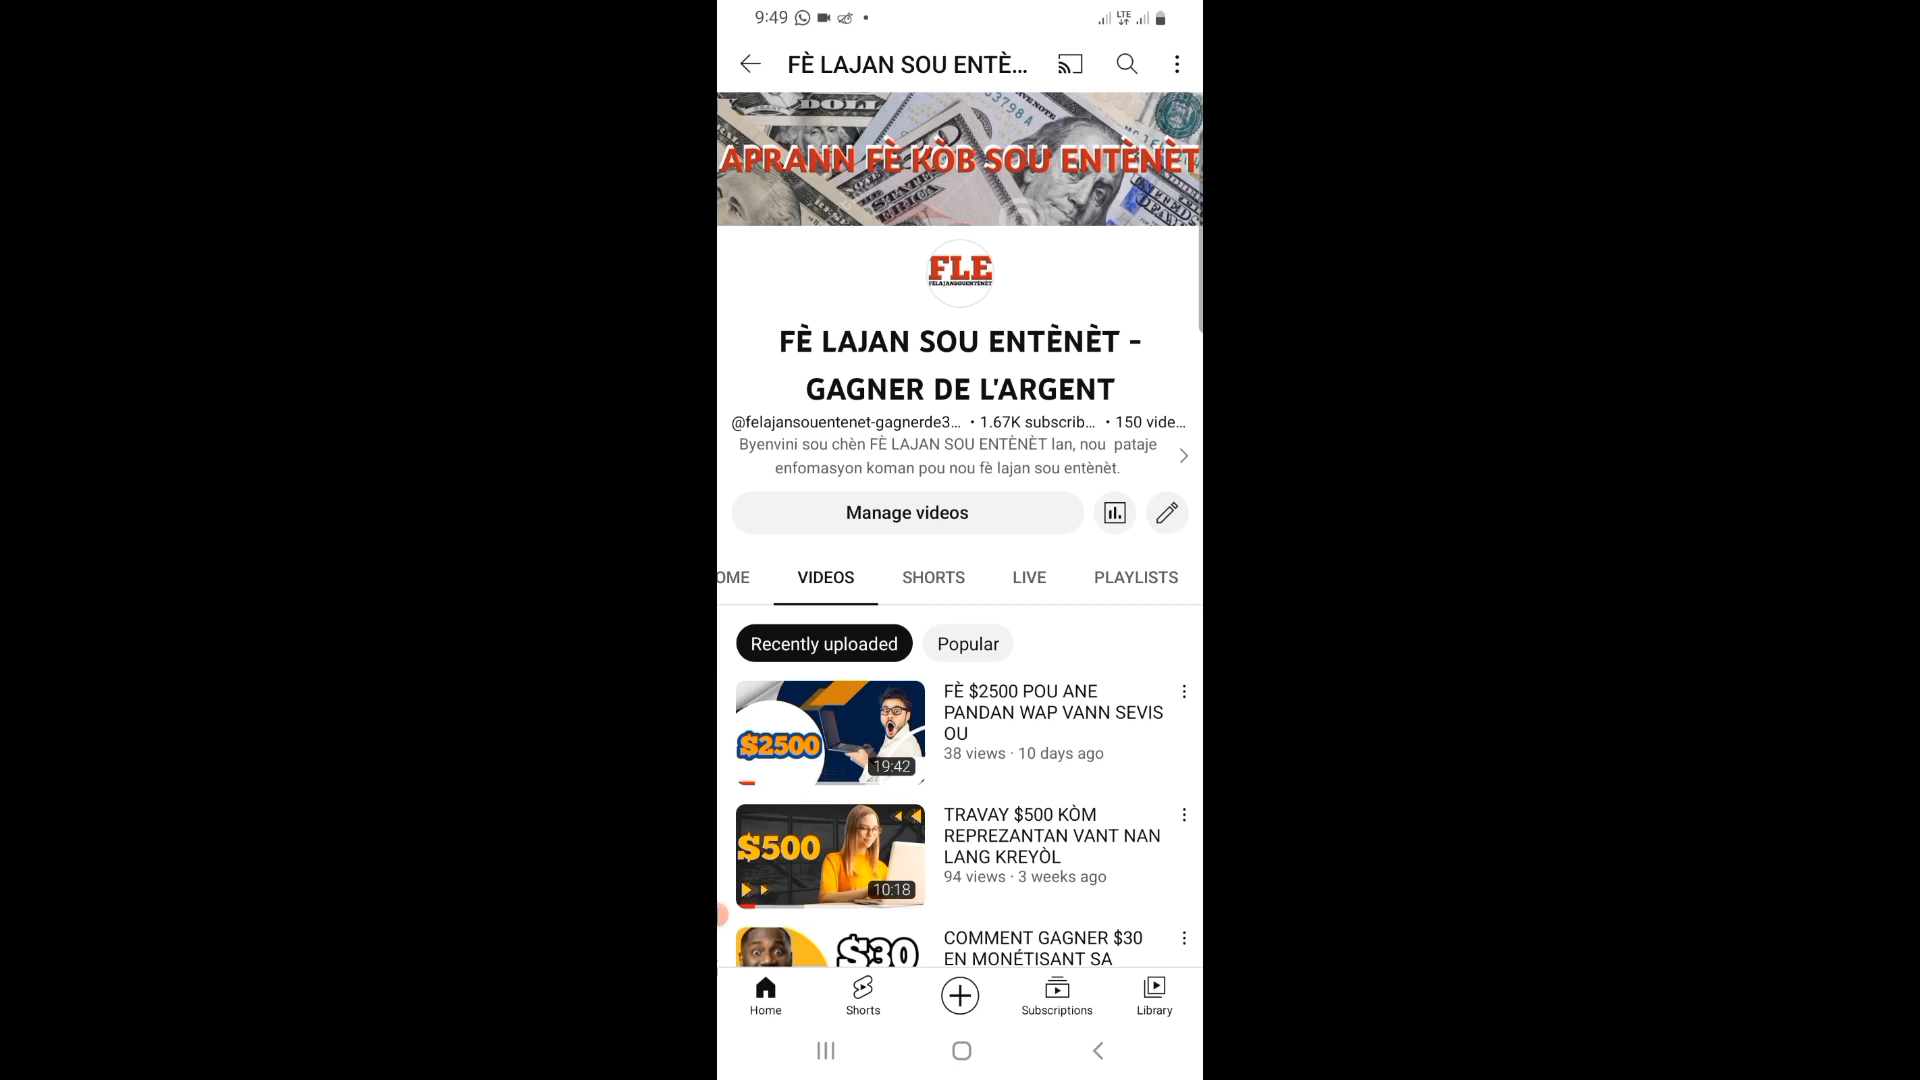 9:49
LTE
FÈ LAJAN SOU ENTÈ...
DOLL
3798A
APRANN FÈ KÒB SOU ENTÈNÈT
FLE
FÈLAJANSOUENTÈNÈT
FÈ LAJAN SOU ENTÈNÈT -
GAGNER DE L'ARGENT
@felajansouentenet-gagnerde3... • 1.67K subscrib... • 150 vide...
Byenvini sou chèn FÈ LAJAN SOU ENTÈNÈT lan, nou pataje
enfomasyon koman pou nou fè lajan sou entènèt.
Manage videos
OME VIDEOS SHORTS LIVE PLAYLISTS
Recently uploaded Popular
$2500
19:42
FÈ $2500 POU ANE
PANDAN WAP VANN SEVIS
OU
38 views · 10 days ago
$500
10:18
TRAVAY $500 KÒM
REPREZANTAN VANT NAN
LANG KREYÒL
94 views · 3 weeks ago
$30
COMMENT GAGNER $30
EN MONÉTISANT SA
Home Shorts Subscriptions Library